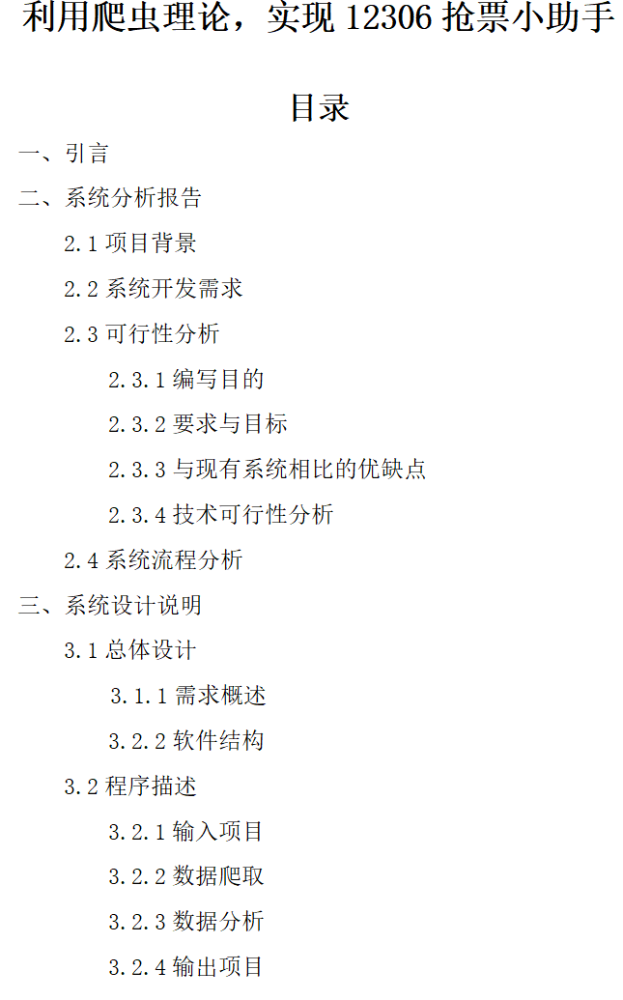 利用爬虫理论，实现 12306 抢票小助手
目录
一、引言
二、系统分析报告
2.1 项目背景
2.2 系统开发需求
2.3 可行性分析
2.3.1 编写目的
2.3.2 要求与目标
2.3.3 与现有系统相比的优缺点
2.3.4 技术可行性分析
2.4 系统流程分析
三、系统设计说明
3.1 总体设计
3.1.1 需求概述
3.2.2 软件结构
3.2 程序描述
3.2.1 输入项目
3.2.2 数据爬取
3.2.3 数据分析
3.2.4 输出项目